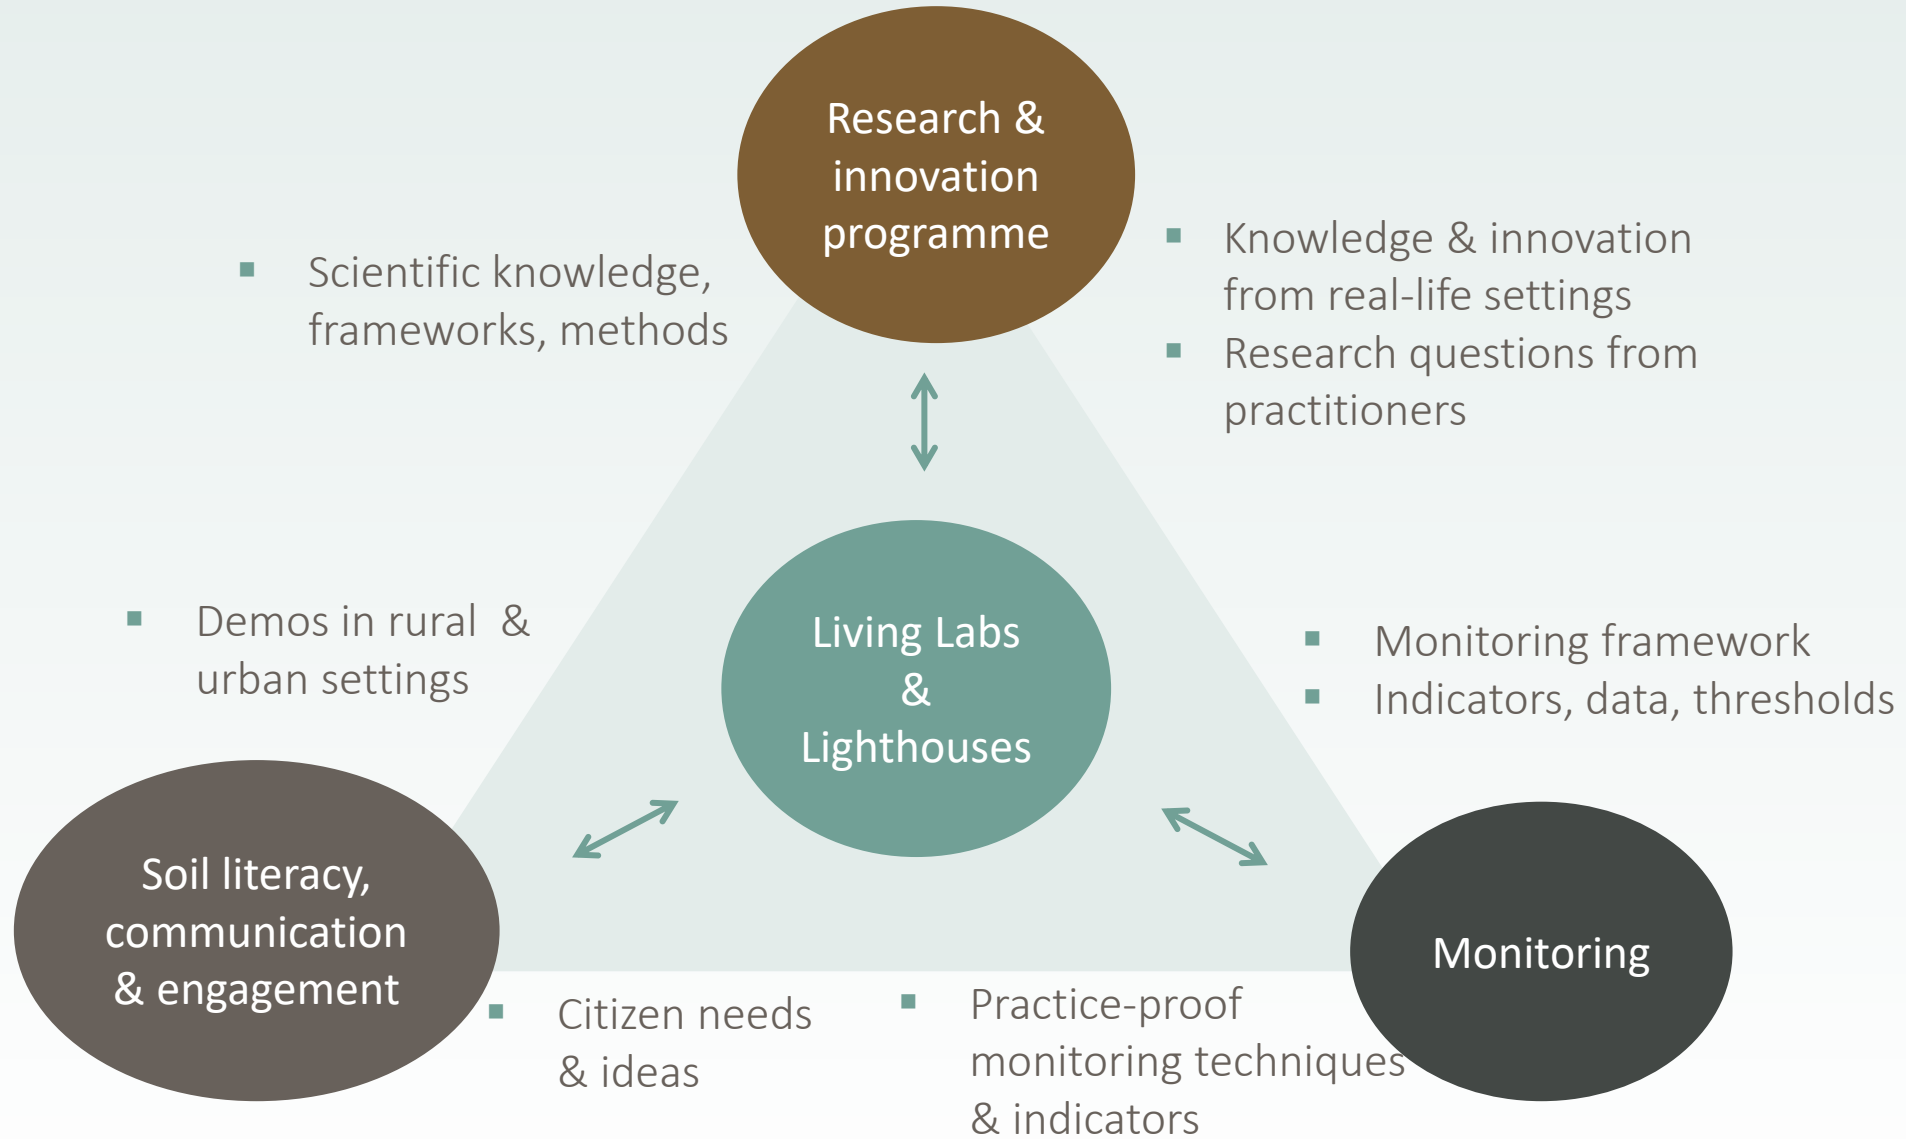 Research &
innovation
programme
Scientific knowledge,
frameworks, methods
Knowledge & innovation
from real-life settings
Research questions from
practitioners
Demos in rural & 
urban settings
Living Labs
&
Lighthouses
Monitoring framework
Indicators, data, thresholds
Soil literacy,
communication
& engagement
Monitoring
Citizen needs
& ideas
Practice-proof
monitoring techniques
& indicators